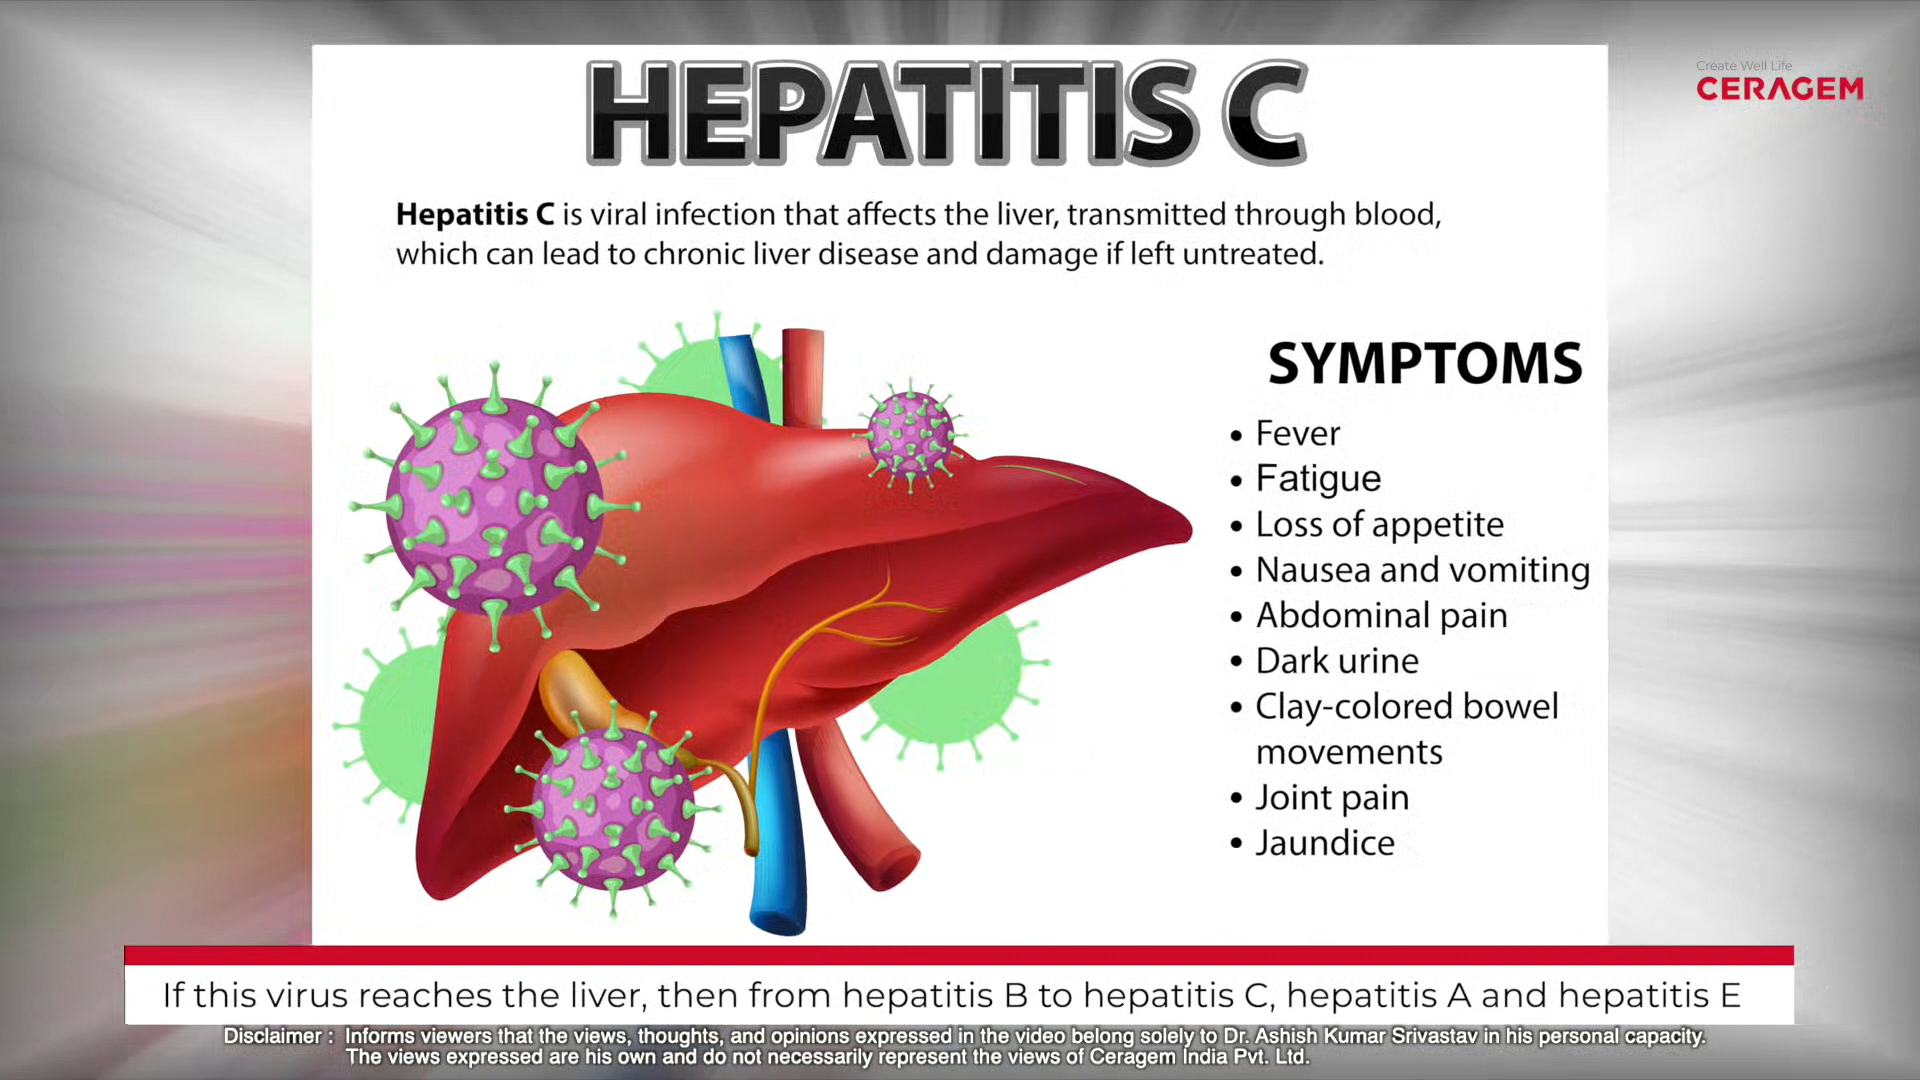 Create Well Life
CERAGEM
HEPATITIS C
Hepatitis C is viral infection that affects the liver, transmitted through blood,
which can lead to chronic liver disease and damage if left untreated.
SYMPTOMS
• Fever
• Fatigue
• Loss of appetite
• Nausea and vomiting
• Abdominal pain
• Dark urine
• Clay-colored bowel
movements
• Joint pain
• Jaundice
If this virus reaches the liver, then from hepatitis B to hepatitis C, hepatitis A and hepatitis E
Disclaimer : Informs viewers that the views, thoughts, and opinions expressed in the video belong solely to Dr. Ashish Kumar Srivastav in his personal capacity.
The views expressed are his own and do not necessarily represent the views of Ceragem India Pvt. Ltd.